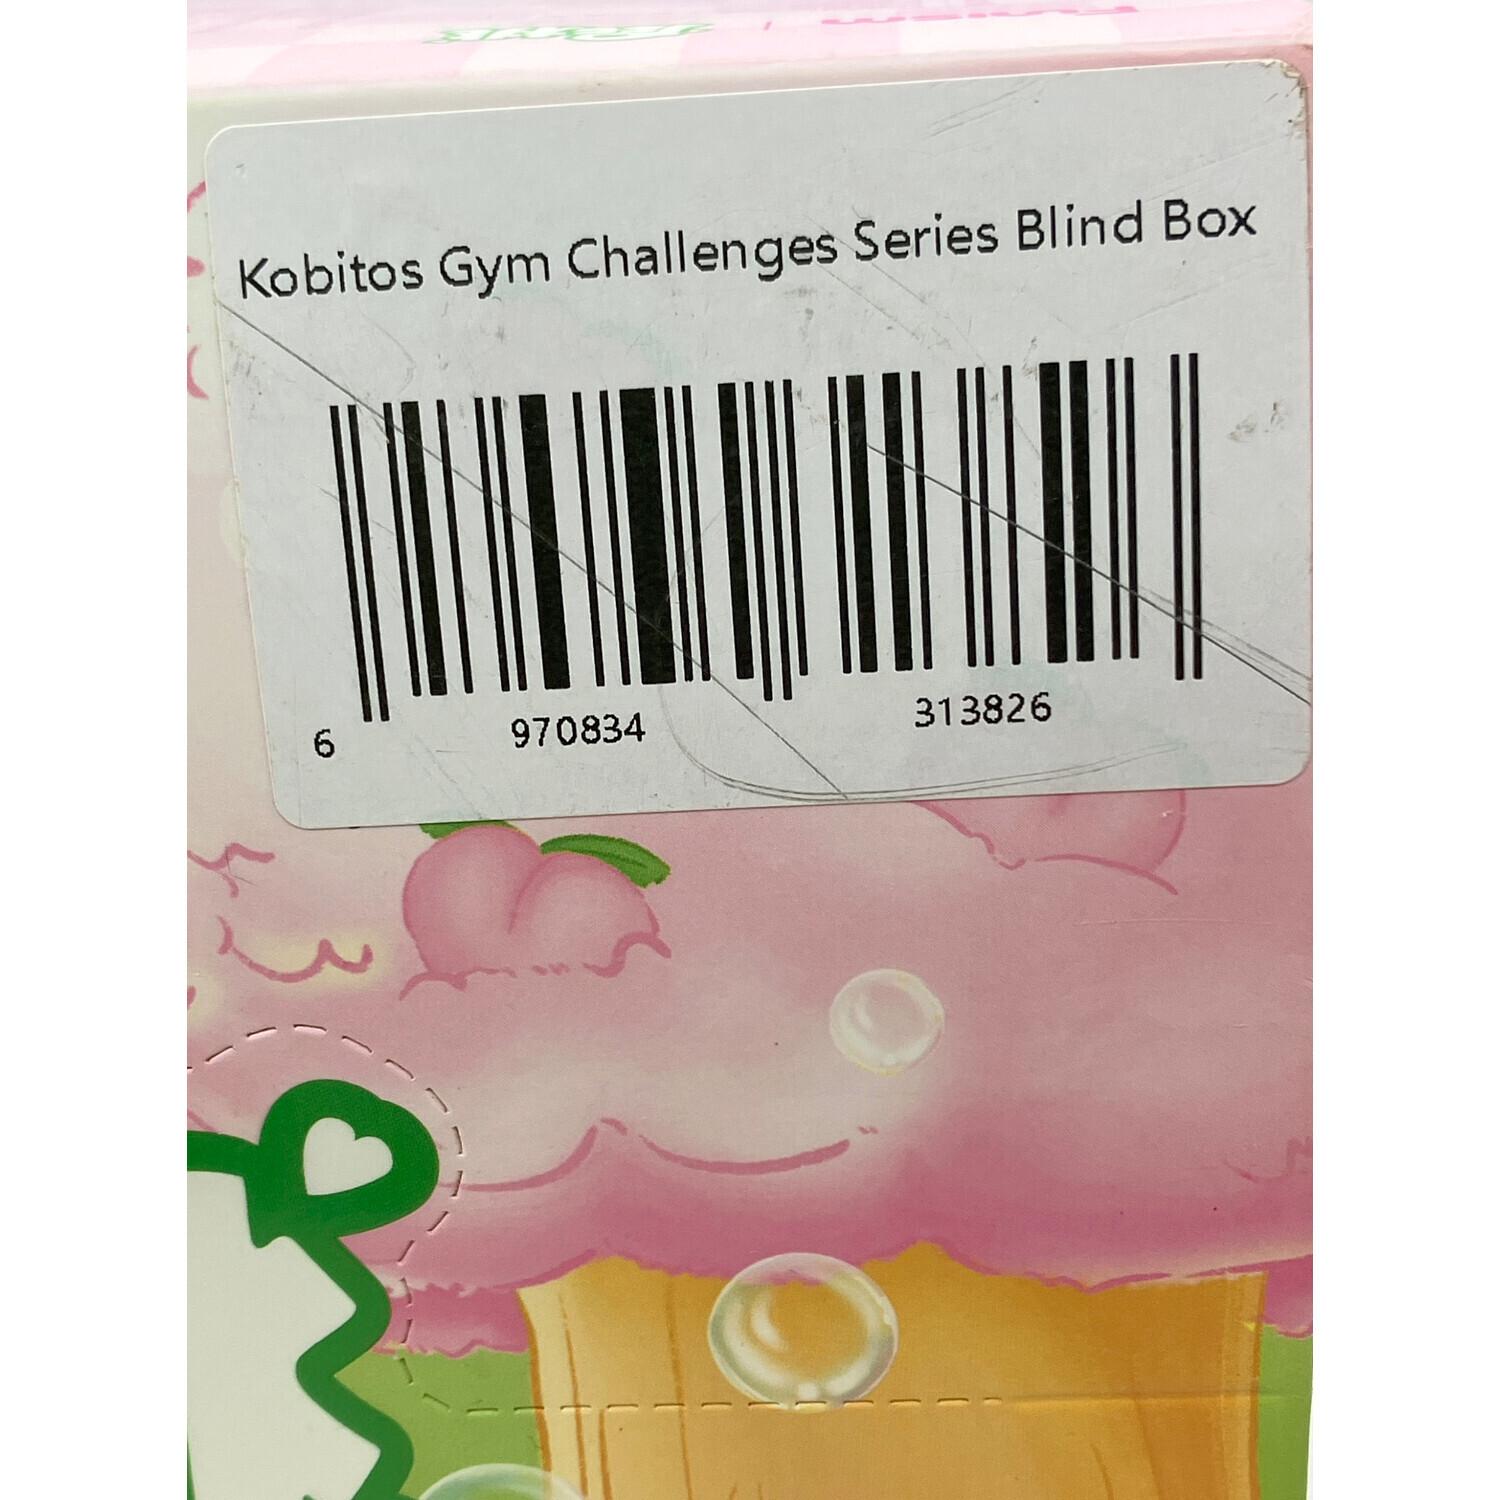 Kobitos Gym Challenges Series Blind Box
6 970834 313826